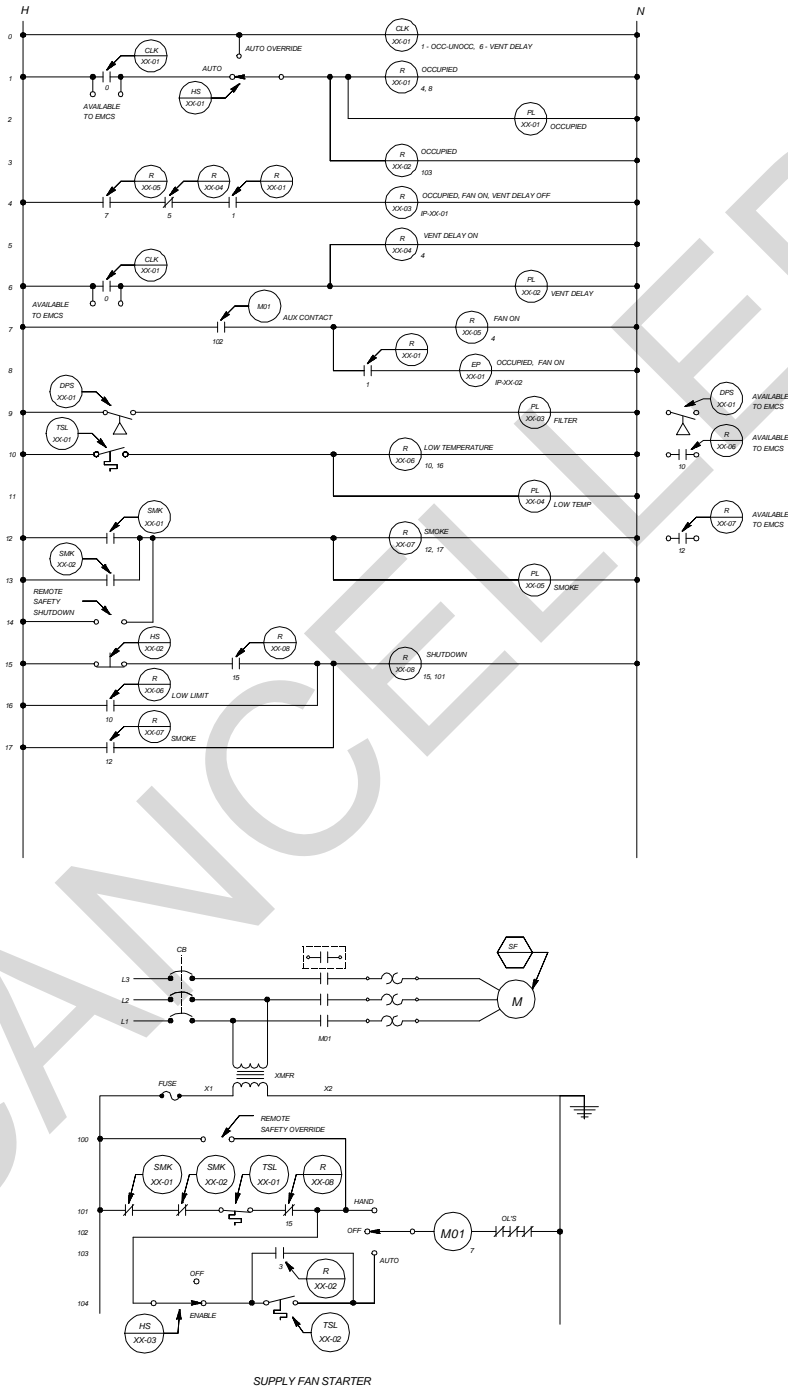 H
N
0
CLK
XX-01
1 - OCC-UNOCC, 6 - VENT DELAY
AUTO OVERRIDE
CLK
XX-01
AUTO
1
0
R
XX-01
OCCUPIED
4, 8
HS
XX-01
AVAILABLE
TO EMCS
2
PL
XX-01
OCCUPIED
3
R
XX-02
OCCUPIED
103
R
XX-05
R
XX-04
R
XX-01
4
7
5
1
R
XX-03
OCCUPIED, FAN ON, VENT DELAY OFF
IP-XX-01
5
R
XX-04
VENT DELAY ON
4
CLK
XX-01
6
0
PL
XX-02
VENT DELAY
AVAILABLE
TO EMCS
M01
AUX CONTACT
7
102
R
XX-05
FAN ON
4
R
XX-01
8
1
EP
XX-01
OCCUPIED, FAN ON
IP-XX-02
DPS
XX-01
9
PL
XX-03
FILTER
DPS
XX-01
AVAILABLE
TO EMCS
TSL
XX-01
10
R
XX-06
LOW TEMPERATURE
10, 16
R
XX-06
10
AVAILABLE
TO EMCS
11
PL
XX-04
LOW TEMP
SMK
XX-01
12
R
XX-07
SMOKE
12, 17
R
XX-07
12
AVAILABLE
TO EMCS
SMK
XX-02
13
PL
XX-05
SMOKE
REMOTE
SAFETY
SHUTDOWN
14
HS
XX-02
R
XX-08
15
15
R
XX-08
SHUTDOWN
15, 101
R
XX-06
LOW LIMIT
16
10
R
XX-07
SMOKE
17
12
CANCELLED
CB
SF
L3
L2
M
L1
M01
XMFR
FUSE
X1
X2
REMOTE
SAFETY OVERRIDE
100
SMK
XX-01
SMK
XX-02
TSL
XX-01
R
XX-08
101
15
HAND
102
OFF
M01
7
OL'S
103
AUTO
3
R
XX-02
OFF
104
ENABLE
HS
XX-03
TSL
XX-02
SUPPLY FAN STARTER